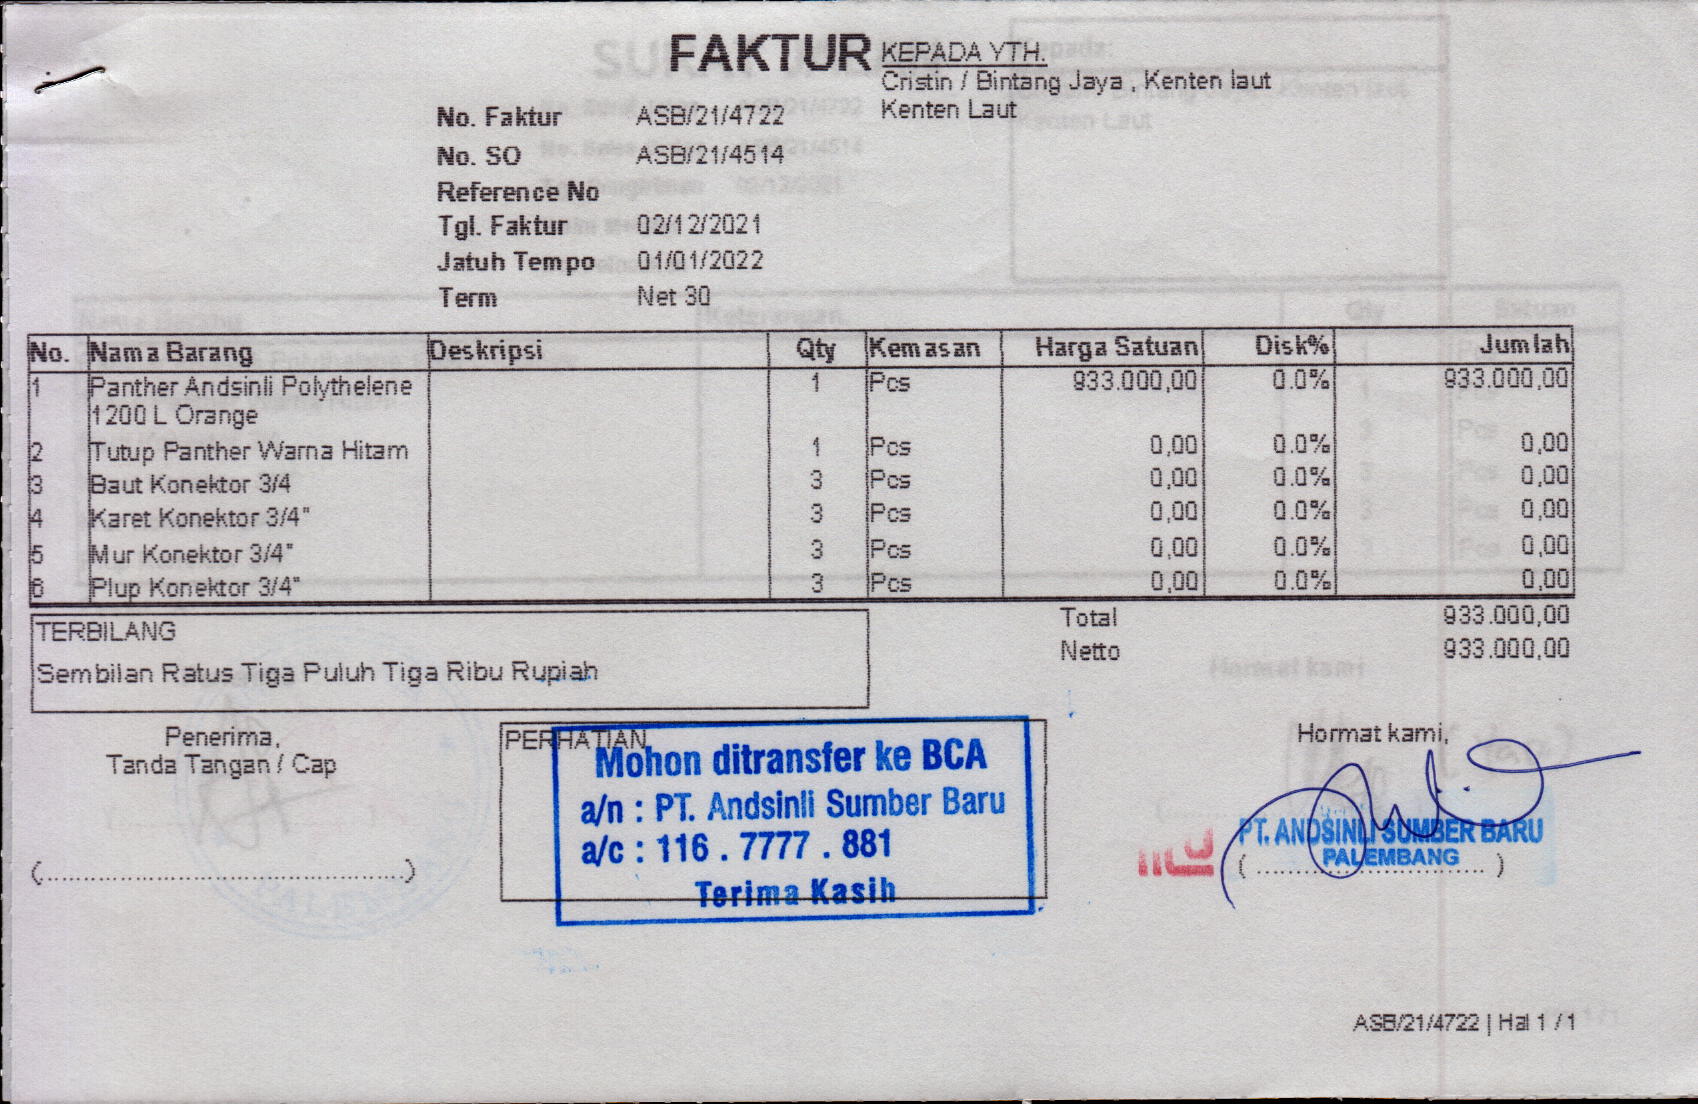 FAKTUR
KEPADA YTH.
Cristin / Bintang Jaya , Kenten laut
Kenten Laut
No. Faktur ASB/21/4722
No. SO ASB/21/4514
Reference No
Tgl. Faktur 02/12/2021
Jatuh Tempo 01/01/2022
Term Net 30
No. Nama Barang Deskripsi Qty Kemasan Harga Satuan Disk% Jumlah
1 Panther Andsinli Polythelene 1 Pcs 933.000,00 0.0% 933.000,00
1200 L Orange
2 Tutup Panther Warna Hitam 1 Pcs 0,00 0.0% 0,00
3 Baut Konektor 3/4 3 Pcs 0,00 0.0% 0,00
4 Karet Konektor 3/4" 3 Pcs 0,00 0.0% 0,00
5 Mur Konektor 3/4" 3 Pcs 0,00 0.0% 0,00
6 Plup Konektor 3/4" 3 Pcs 0,00 0.0% 0,00
Total 933.000,00
Netto 933.000,00
TERBILANG
Sembilan Ratus Tiga Puluh Tiga Ribu Rupiah
Penerima,
Tanda Tangan / Cap
(..................................................)
PERHATIAN
Mohon ditransfer ke BCA
a/n : PT. Andsinli Sumber Baru
a/c : 116 . 7777 . 881
Terima Kasih
Hormat kami,
PT. ANDSINLI SUMBER BARU
PALEMBANG
( ............................... )
ASB/21/4722 | Hal 1 / 1